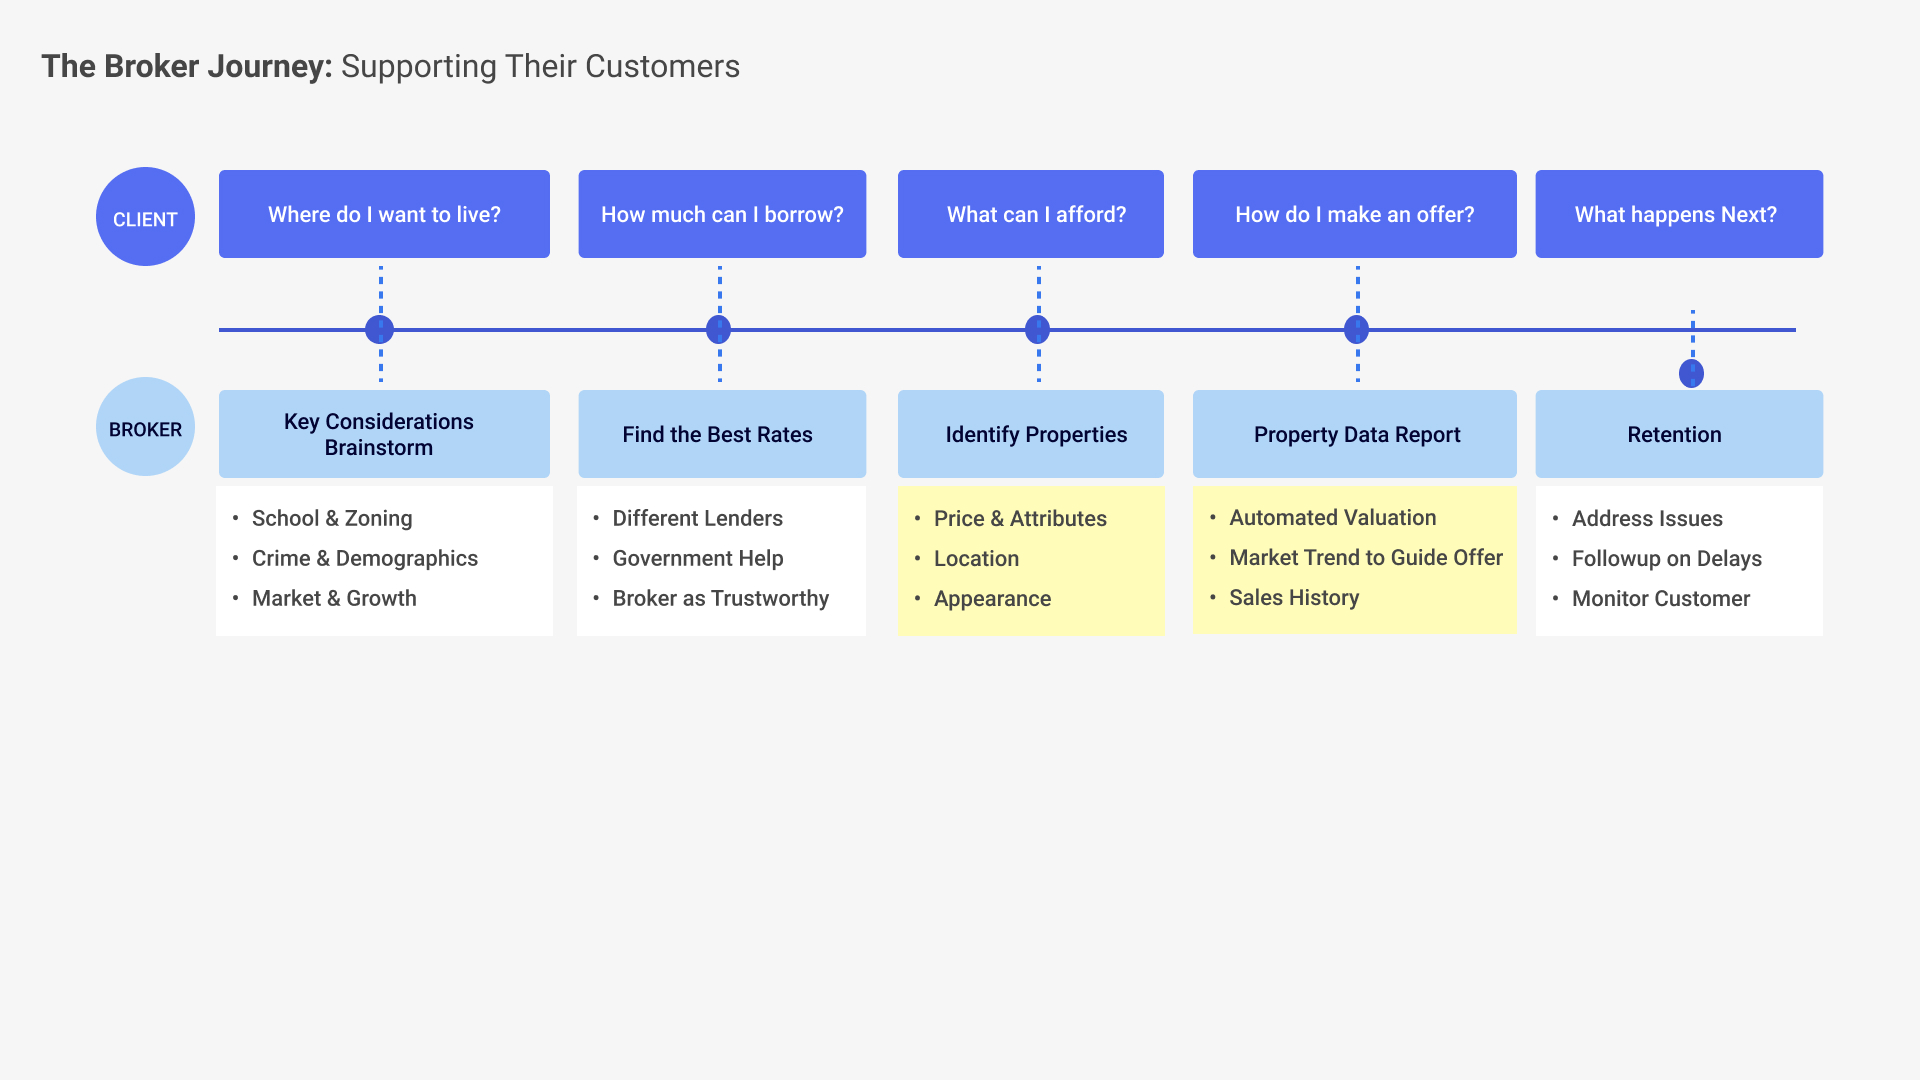 The Broker Journey: Supporting Their Customers
CLIENT
Where do I want to live?
How much can I borrow?
What can I afford?
How do I make an offer?
What happens Next?
BROKER
Key Considerations
Brainstorm
Find the Best Rates
Identify Properties
Property Data Report
Retention
• School & Zoning
• Crime & Demographics
• Market & Growth
• Different Lenders
• Government Help
• Broker as Trustworthy
• Price & Attributes
• Location
• Appearance
• Automated Valuation
• Market Trend to Guide Offer
• Sales History
• Address Issues
• Followup on Delays
• Monitor Customer